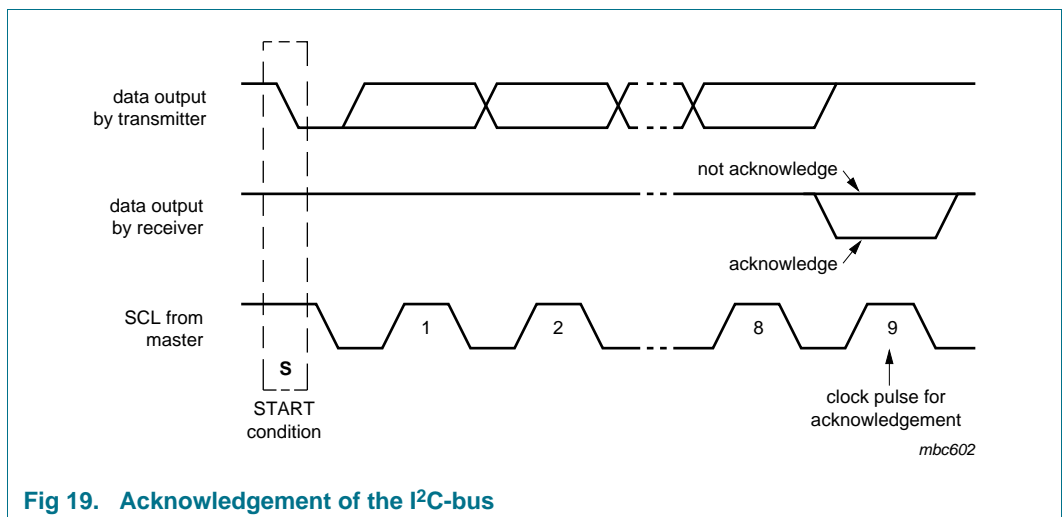 data output
by transmitter
not acknowledge
data output
by receiver
acknowledge
SCL from
master
1
2
8
9
S
START
condition
clock pulse for
acknowledgement
mbc602
Fig 19. Acknowledgement of the I²C-bus